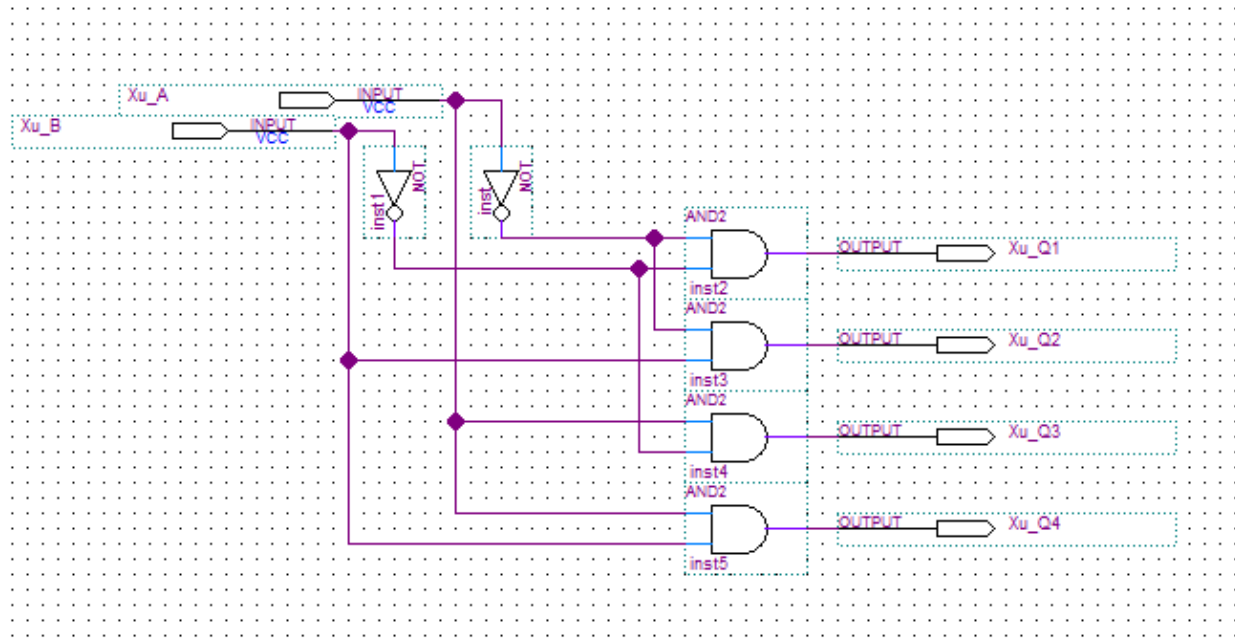 Xu_A
INPUT
VCC
Xu_B
INPUT
VCC
NOT
inst1
NOT
inst
AND2
inst2
OUTPUT
Xu_Q1
AND2
inst3
OUTPUT
Xu_Q2
AND2
inst4
OUTPUT
Xu_Q3
AND2
inst5
OUTPUT
Xu_Q4